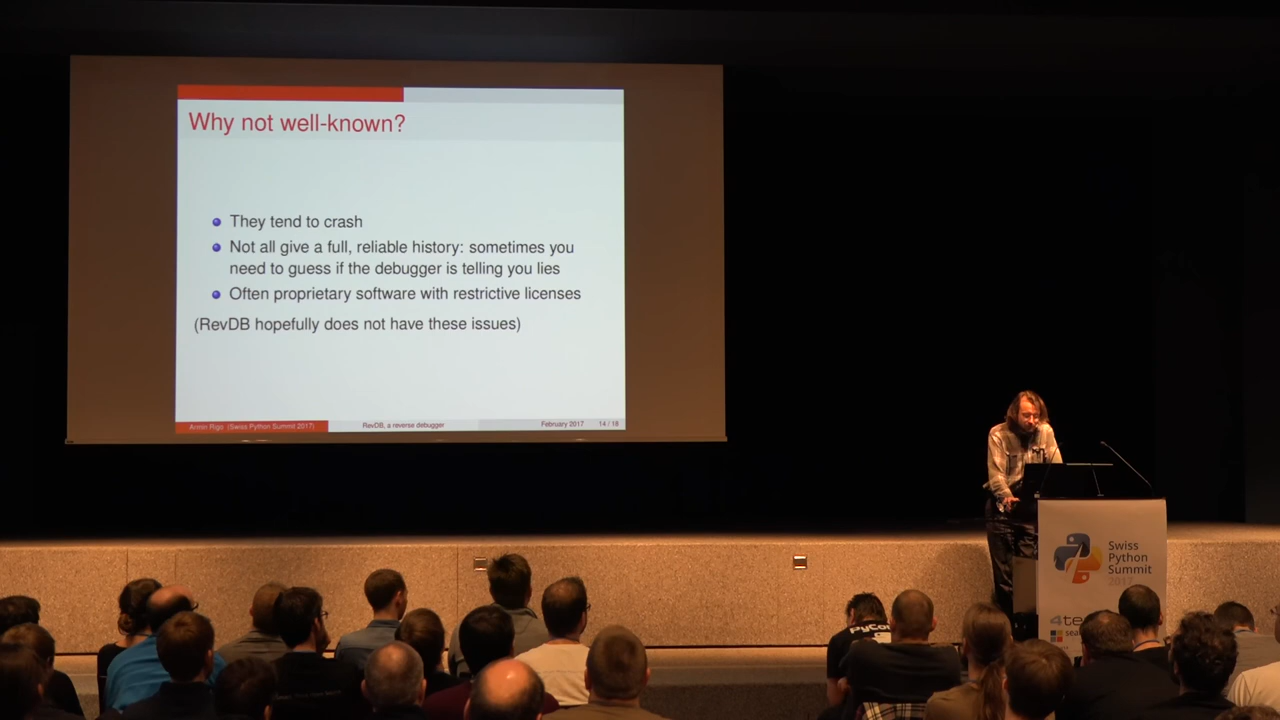 Why not well-known?
They tend to crash
Not all give a full, reliable history: sometimes you
need to guess if the debugger is telling you lies
Often proprietary software with restrictive licenses
(RevDB hopefully does not have these issues)
Armin Rigo (Swiss Python Summit 2017)
RevDB, a reverse debugger
February 2017
14 / 18
Swiss
Python
Summit
2017
PyCon